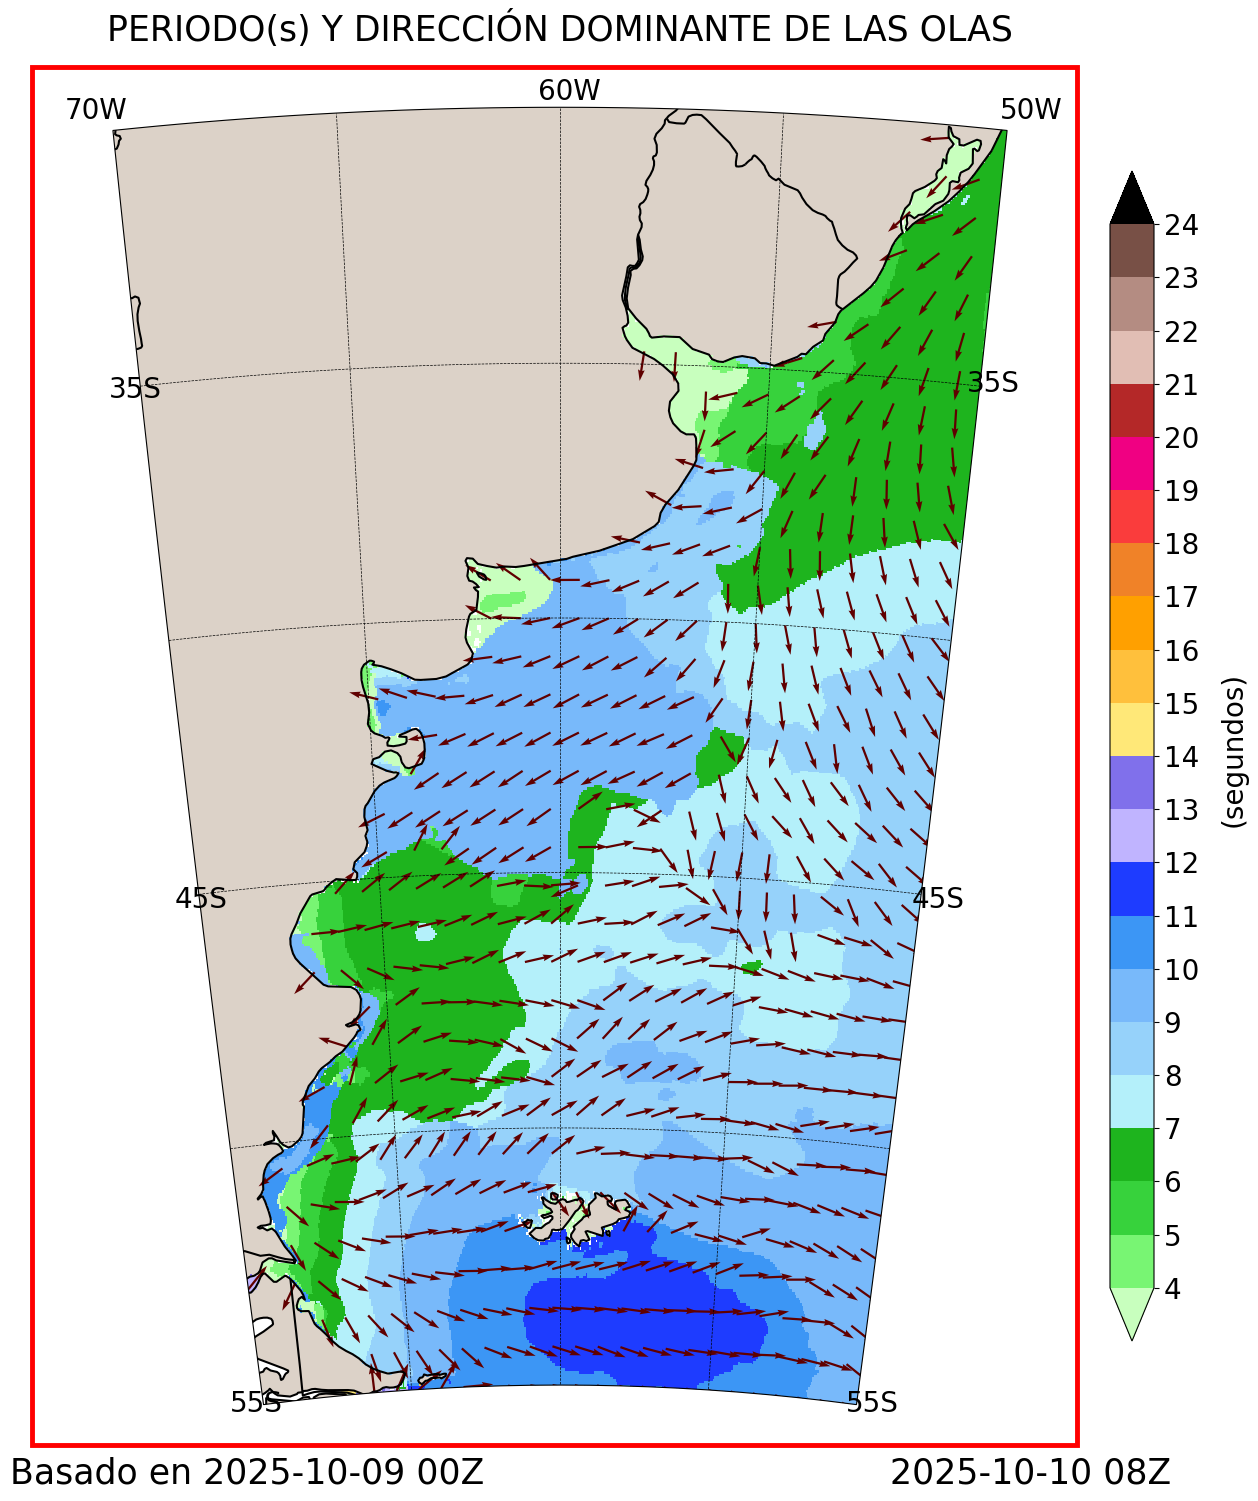 PERIODO(s) Y DIRECCIÓN DOMINANTE DE LAS OLAS
70W
60W
50W
35S
35S
45S
45S
55S
55S
24
23
22
21
20
19
18
17
16
15
14
13
12
11
10
9
8
7
6
5
4
(segundos)
Basado en 2025-10-09 00Z
2025-10-10 08Z